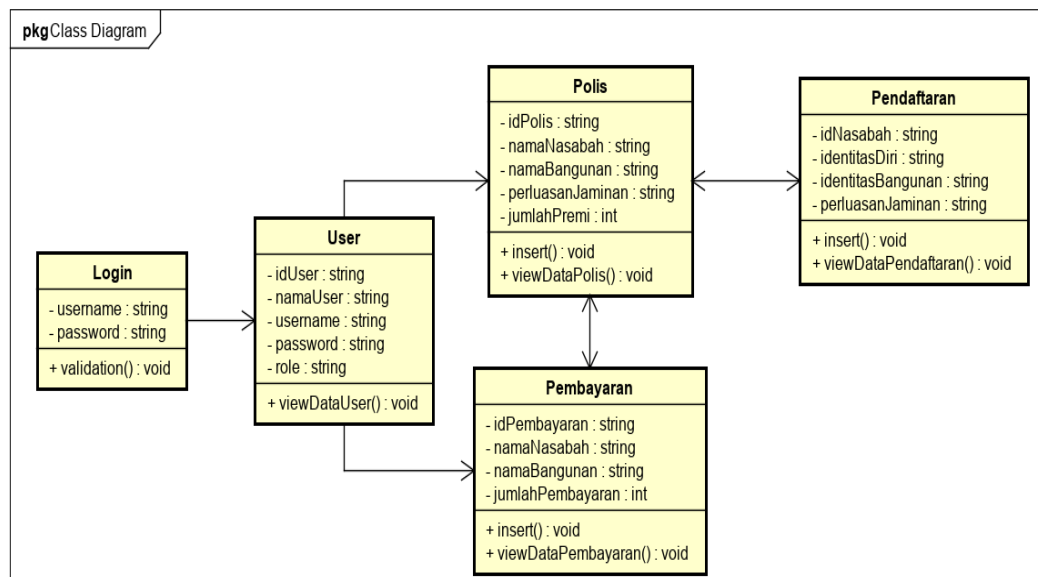 pkg Class Diagram
Polis
- idPolis : string
- namaNasabah : string
- namaBangunan : string
- perluasanJaminan : string
- jumlahPremi : int
+ insert() : void
+ viewDataPolis() : void
Pendaftaran
- idNasabah : string
- identitasDiri : string
- identitasBangunan : string
- perluasanJaminan : string
+ insert() : void
+ viewDataPendaftaran() : void
User
- idUser : string
- namaUser : string
- username : string
- password : string
- role : string
+ viewDataUser() : void
Login
- username : string
- password : string
+ validation() : void
Pembayaran
- idPembayaran : string
- namaNasabah : string
- namaBangunan : string
- jumlahPembayaran : int
+ insert() : void
+ viewDataPembayaran() : void